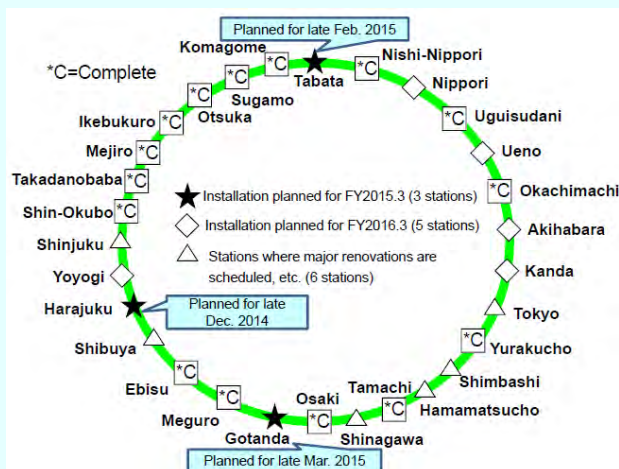 Planned for late Feb. 2015
*C=Complete
Komagome
Tabata
Nishi-Nippori
*C
*C
Nippori
Sugamo
*C
Otsuka
*C
Uguisudani
*C
Ikebukuro
*C
Ueno
Mejiro
*C
Okachimachi
*C
Takadanobaba
*C
Shin-Okubo
*C
Akihabara
Shinjuku
Kanda
Yoyogi
Tokyo
Harajuku
Yurakucho
*C
Shibuya
Shimbashi
Ebisu
*C
Hamamatsucho
Meguro
*C
Tamachi
*C
Gotanda
Osaki
*C
Shinagawa
Installation planned for FY2015.3 (3 stations)
Installation planned for FY2016.3 (5 stations)
Stations where major renovations are
scheduled, etc. (6 stations)
Planned for late
Dec. 2014
Planned for late Mar. 2015